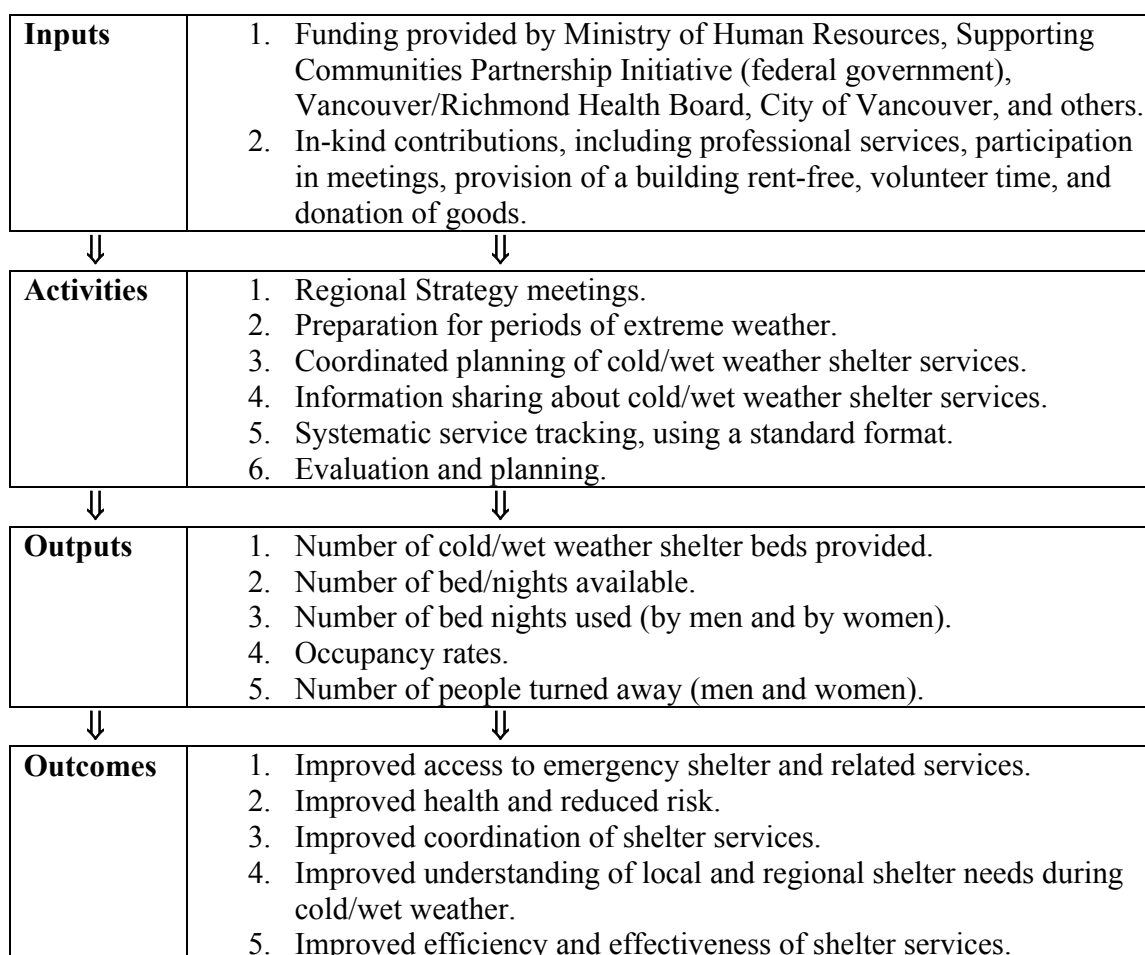 Inputs
1. Funding provided by Ministry of Human Resources, Supporting
Communities Partnership Initiative (federal government),
Vancouver/Richmond Health Board, City of Vancouver, and others.
2. In-kind contributions, including professional services, participation
in meetings, provision of a building rent-free, volunteer time, and
donation of goods.
⇓ ⇓
Activities
1. Regional Strategy meetings.
2. Preparation for periods of extreme weather.
3. Coordinated planning of cold/wet weather shelter services.
4. Information sharing about cold/wet weather shelter services.
5. Systematic service tracking, using a standard format.
6. Evaluation and planning.
⇓ ⇓
Outputs
1. Number of cold/wet weather shelter beds provided.
2. Number of bed/nights available.
3. Number of bed nights used (by men and by women).
4. Occupancy rates.
5. Number of people turned away (men and women).
⇓ ⇓
Outcomes
1. Improved access to emergency shelter and related services.
2. Improved health and reduced risk.
3. Improved coordination of shelter services.
4. Improved understanding of local and regional shelter needs during
cold/wet weather.
5. Improved efficiency and effectiveness of shelter services.